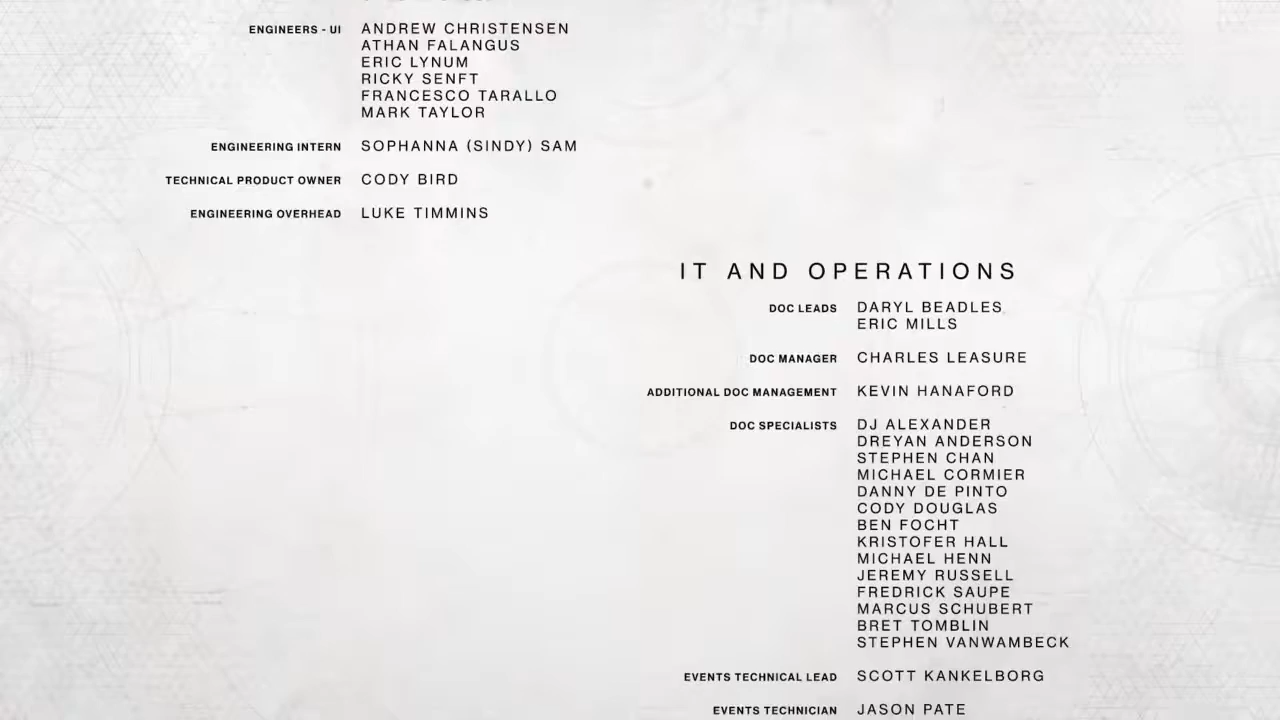 ENGINEERS - UI ANDREW CHRISTENSEN
ATHAN FALANGUS
ERIC LYNUM
RICKY SENFT
FRANCESCO TARALLO
MARK TAYLOR
ENGINEERING INTERN SOPHANNA (SINDY) SAM
TECHNICAL PRODUCT OWNER CODY BIRD
ENGINEERING OVERHEAD LUKE TIMMINS
IT AND OPERATIONS
DOC LEADS DARYL BEADLES
ERIC MILLS
DOC MANAGER CHARLES LEASURE
ADDITIONAL DOC MANAGEMENT KEVIN HANAFORD
DOC SPECIALISTS DJ ALEXANDER
DREYAN ANDERSON
STEPHEN CHAN
MICHAEL CORMIER
DANNY DE PINTO
CODY DOUGLAS
BEN FOCHT
KRISTOFER HALL
MICHAEL HENN
JEREMY RUSSELL
FREDRICK SAUPE
MARCUS SCHUBERT
BRET TOMBLIN
STEPHEN VANWAMBECK
EVENTS TECHNICAL LEAD SCOTT KANKELBORG
EVENTS TECHNICIAN JASON PATE